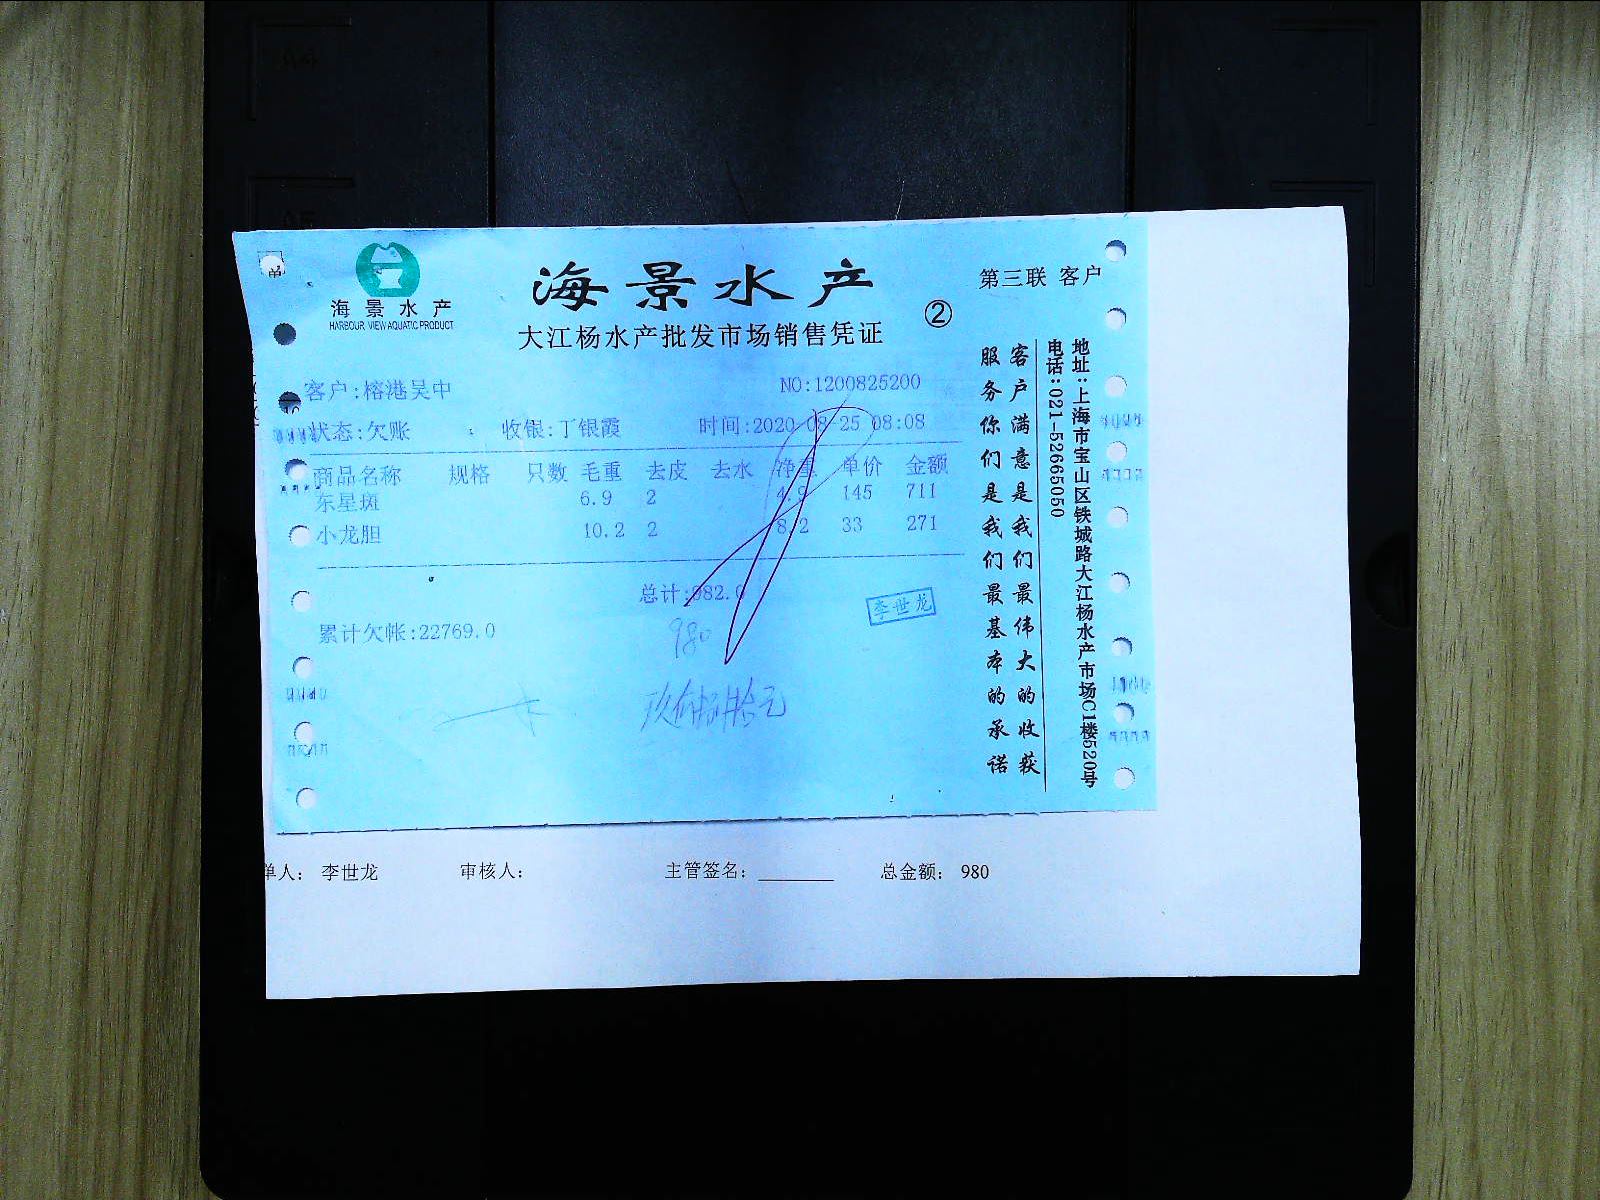 单
海景水产
HARBOUR VIEW AQUATIC PRODUCT
海景水产
大江杨水产批发市场销售凭证
②
第三联 客户
客户:榕港吴中
NO:1200825200
状态:欠账 收银:丁银霞 时间:2020-08-25 08:08
商品名称 规格 只数 毛重 去皮 去水 净重 单价 金额
东星斑 6.9 2 4.9 145 711
小龙胆 10.2 2 8.2 33 271
总计:982.0
累计欠帐:22769.0
980
玖佰捌拾元
李世龙
客户满意是我们最伟大的收获
服务你们是我们最基本的承诺
地址:上海市宝山区铁城路大江杨水产市场C1楼520号
电话:021-52665050
单人: 李世龙 审核人: 主管签名: 总金额: 980